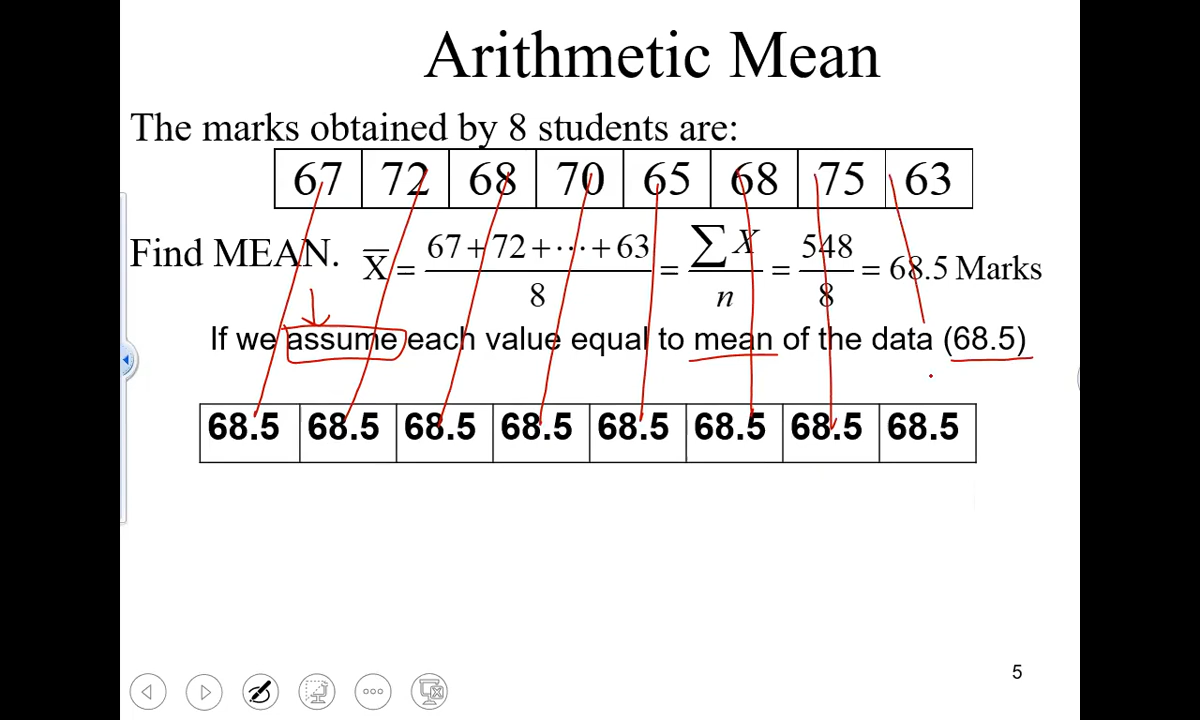 Arithmetic Mean
The marks obtained by 8 students are:
67 72 68 70 65 68 75 63
Find MEAN. X̅ = (67 + 72 + ⋯ + 63) / 8 = ∑X / n = 548 / 8 = 68.5 Marks
If we assume each value equal to mean of the data (68.5)
68.5 68.5 68.5 68.5 68.5 68.5 68.5 68.5
5